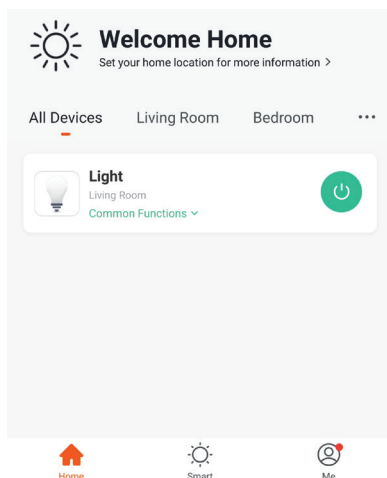 Welcome Home
Set your home location for more information >
All Devices Living Room Bedroom ...
Light
Living Room
Common Functions
Home Smart Me